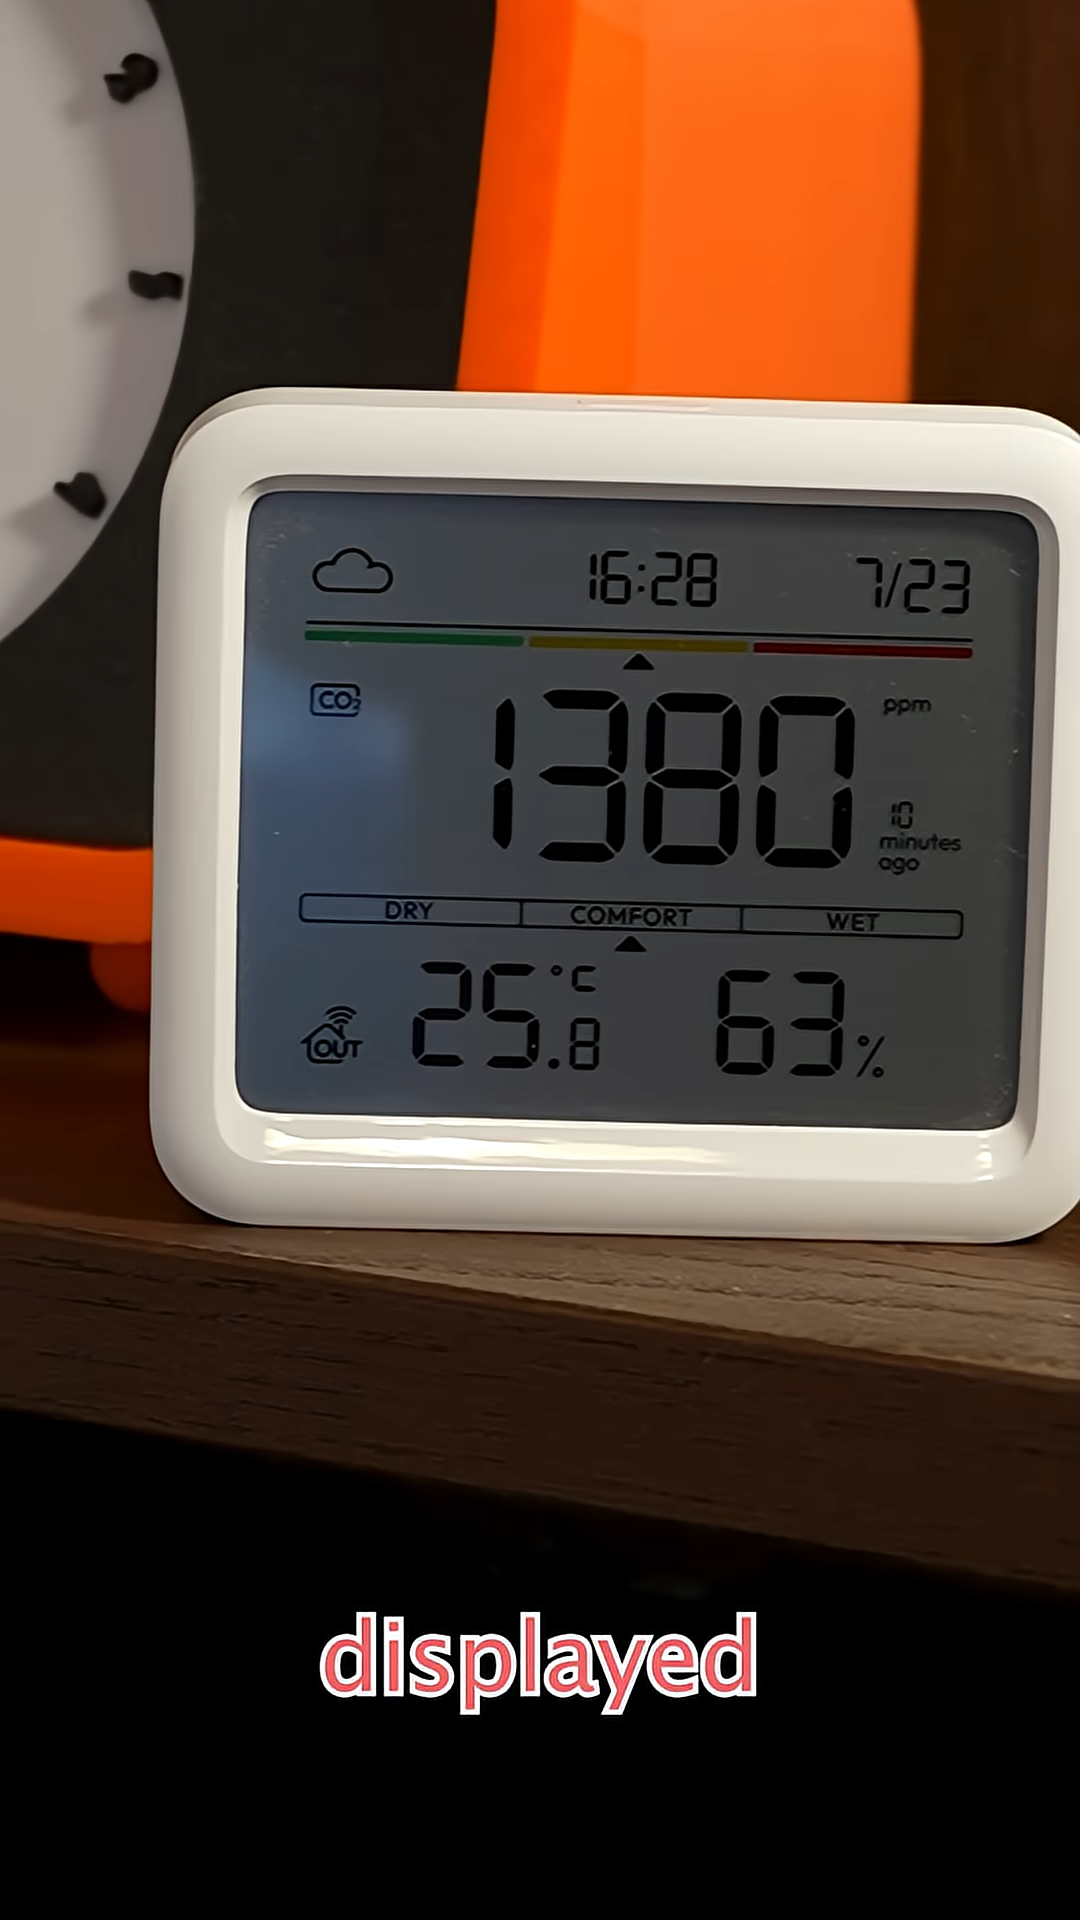 16:28 7/23
CO₂ 1380 ppm
10
minutes
ago
DRY COMFORT WET
OUT 25.8 °C 63%
displayed